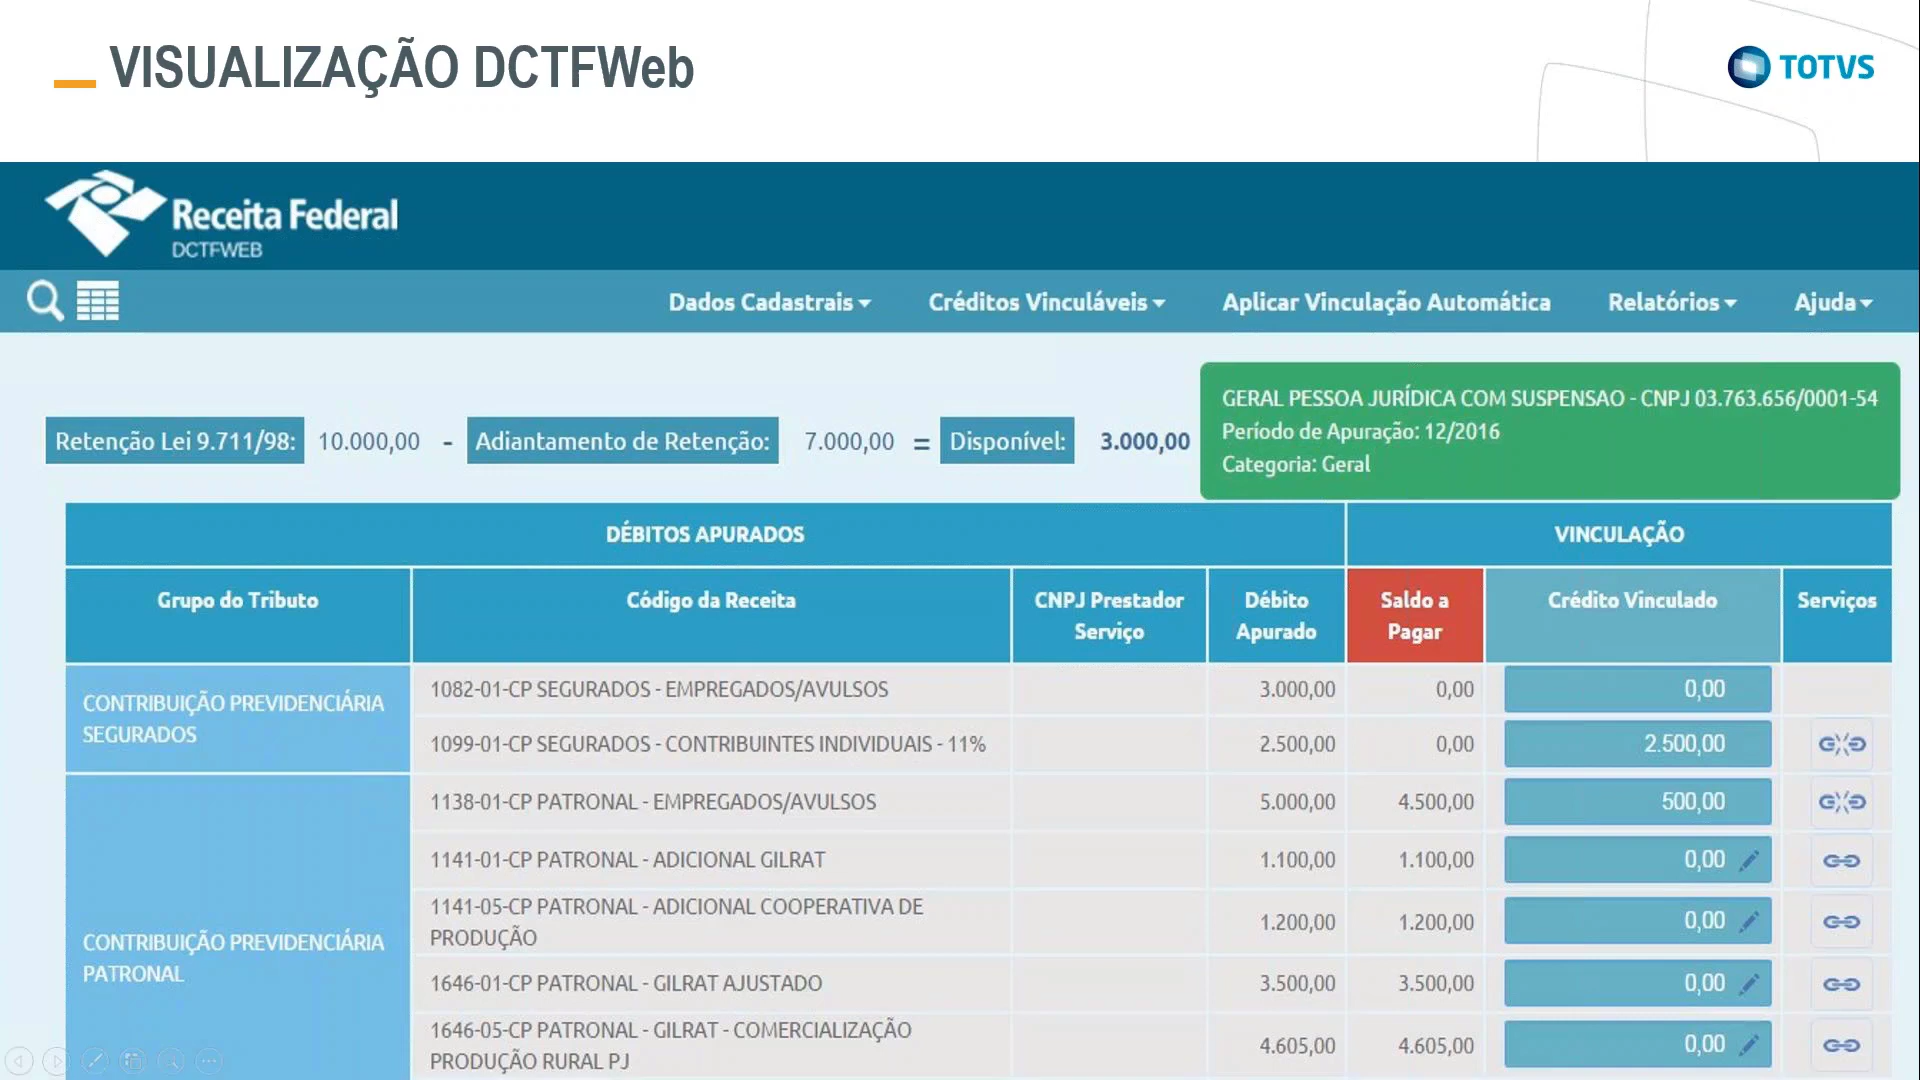 VISUALIZAÇÃO DCTFWeb
TOTVS
Receita Federal
DCTFWEB
Dados Cadastrais Créditos Vinculáveis Aplicar Vinculação Automática Relatórios Ajuda
GERAL PESSOA JURÍDICA COM SUSPENSAO - CNPJ 03.763.656/0001-54
Período de Apuração: 12/2016
Categoria: Geral
Retenção Lei 9.711/98: 10.000,00 - Adiantamento de Retenção: 7.000,00 = Disponível: 3.000,00
DÉBITOS APURADOS VINCULAÇÃO
Grupo do Tributo Código da Receita CNPJ Prestador Débito Saldo a Crédito Vinculado Serviços
Serviço Apurado Pagar
CONTRIBUIÇÃO PREVIDENCIÁRIA
SEGURADOS
1082-01-CP SEGURADOS - EMPREGADOS/AVULSOS 3.000,00 0,00 0,00
1099-01-CP SEGURADOS - CONTRIBUINTES INDIVIDUAIS - 11% 2.500,00 0,00 2.500,00
CONTRIBUIÇÃO PREVIDENCIÁRIA
PATRONAL
1138-01-CP PATRONAL - EMPREGADOS/AVULSOS 5.000,00 4.500,00 500,00
1141-01-CP PATRONAL - ADICIONAL GILRAT 1.100,00 1.100,00 0,00
1141-05-CP PATRONAL - ADICIONAL COOPERATIVA DE
PRODUÇÃO 1.200,00 1.200,00 0,00
1646-01-CP PATRONAL - GILRAT AJUSTADO 3.500,00 3.500,00 0,00
1646-05-CP PATRONAL - GILRAT - COMERCIALIZAÇÃO
PRODUÇÃO RURAL PJ 4.605,00 4.605,00 0,00